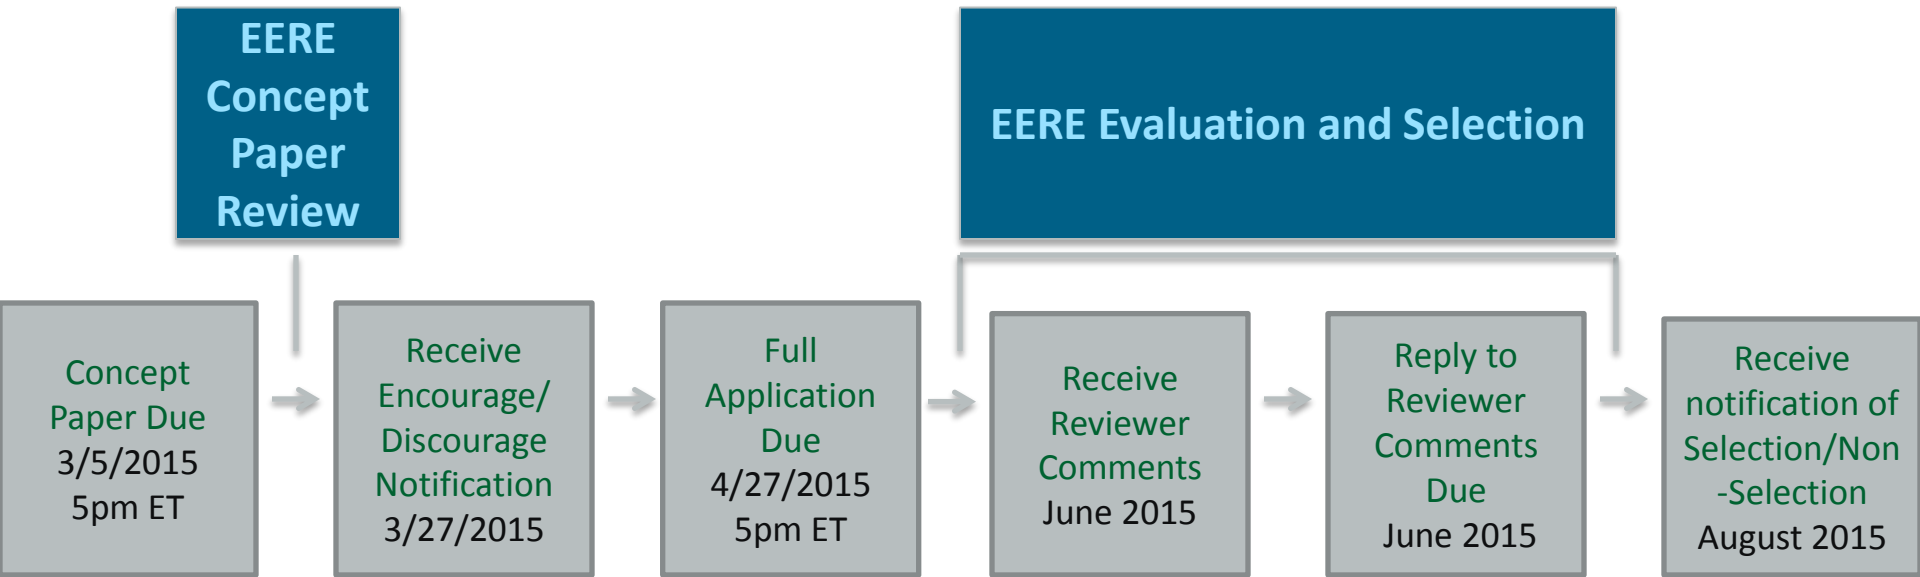 EERE
Concept
Paper
Review
EERE Evaluation and Selection
Concept
Paper Due
3/5/2015
5pm ET
Receive
Encourage/
Discourage
Notification
3/27/2015
Full
Application
Due
4/27/2015
5pm ET
Receive
Reviewer
Comments
June 2015
Reply to
Reviewer
Comments
Due
June 2015
Receive
notification of
Selection/Non
-Selection
August 2015